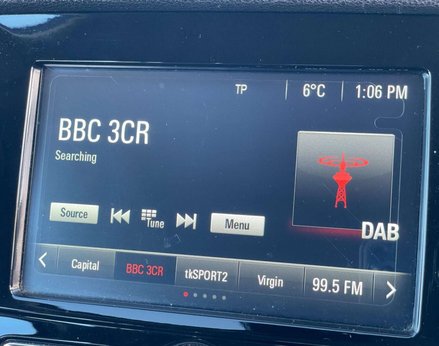 TP 6°C 1:06 PM
BBC 3CR
Searching
Source Tune Menu
DAB
Capital BBC 3CR tkSPORT2 Virgin 99.5 FM